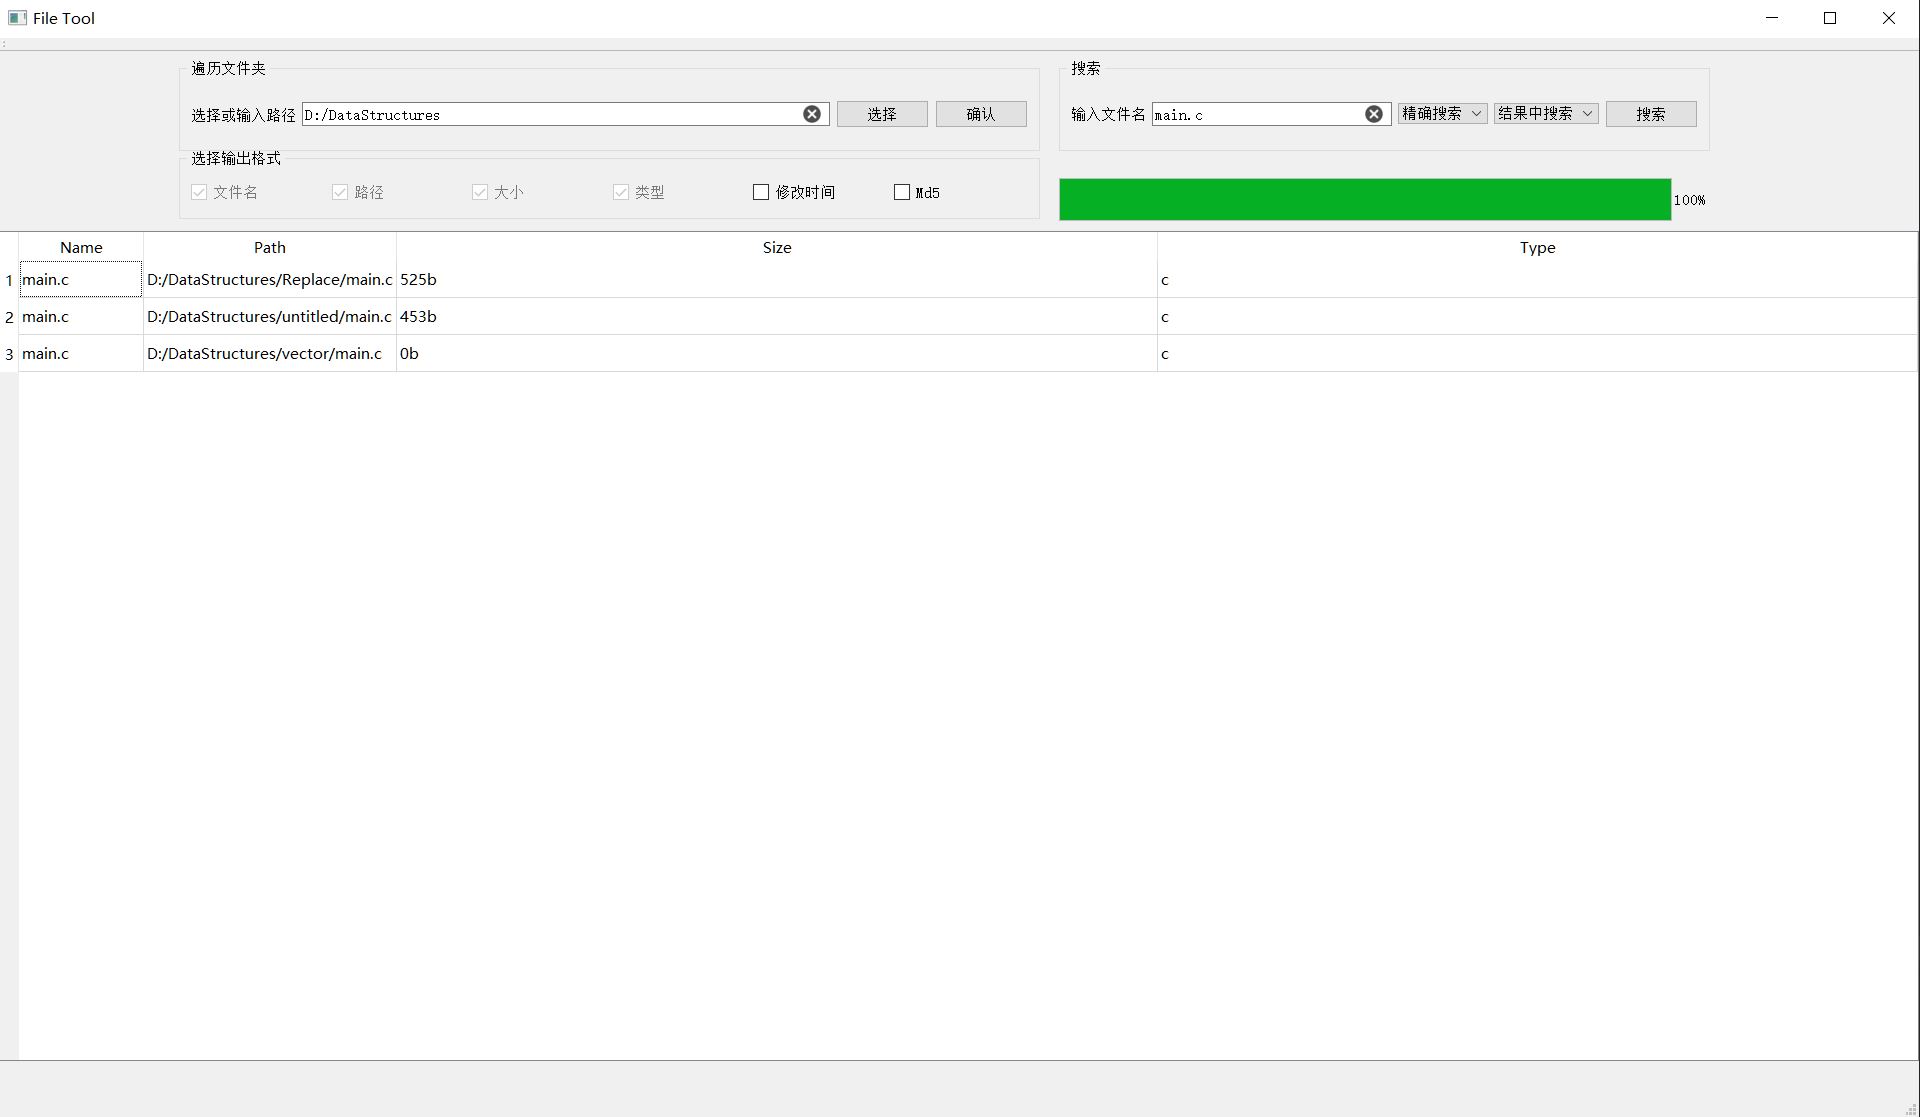 File Tool
遍历文件夹
选择或输入路径 D:/DataStructures 选择 确认
搜索
输入文件名 main.c 精确搜索 结果中搜索 搜索
选择输出格式
文件名 路径 大小 类型 修改时间 Md5
100%
Name Path Size Type
1 main.c D:/DataStructures/Replace/main.c 525b c
2 main.c D:/DataStructures/untitled/main.c 453b c
3 main.c D:/DataStructures/vector/main.c 0b c